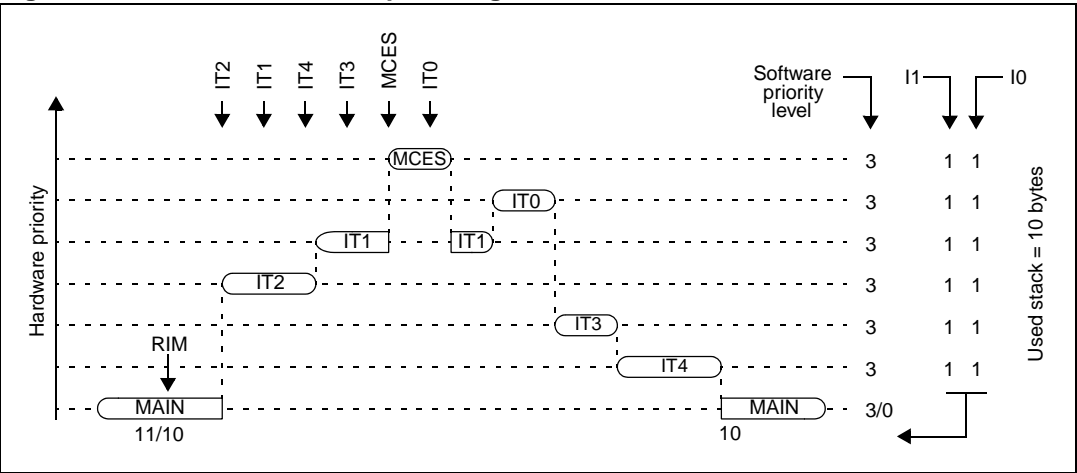 IT2
IT1
IT4
IT3
MCES
IT0
Software
priority
level
I1
I0
Hardware priority
MCES
3
1 1
IT0
3
1 1
IT1
IT1
3
1 1
IT2
3
1 1
IT3
3
1 1
RIM
IT4
3
1 1
MAIN
MAIN
3/0
11/10
10
Used stack = 10 bytes